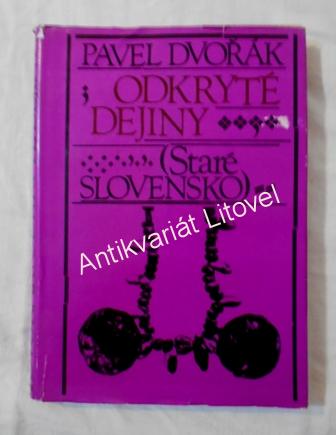 PAVEL DVOŘÁK
ODKRYTÉ
DEJINY
(Staré
SLOVENSKO)
Antikvariát Litovel